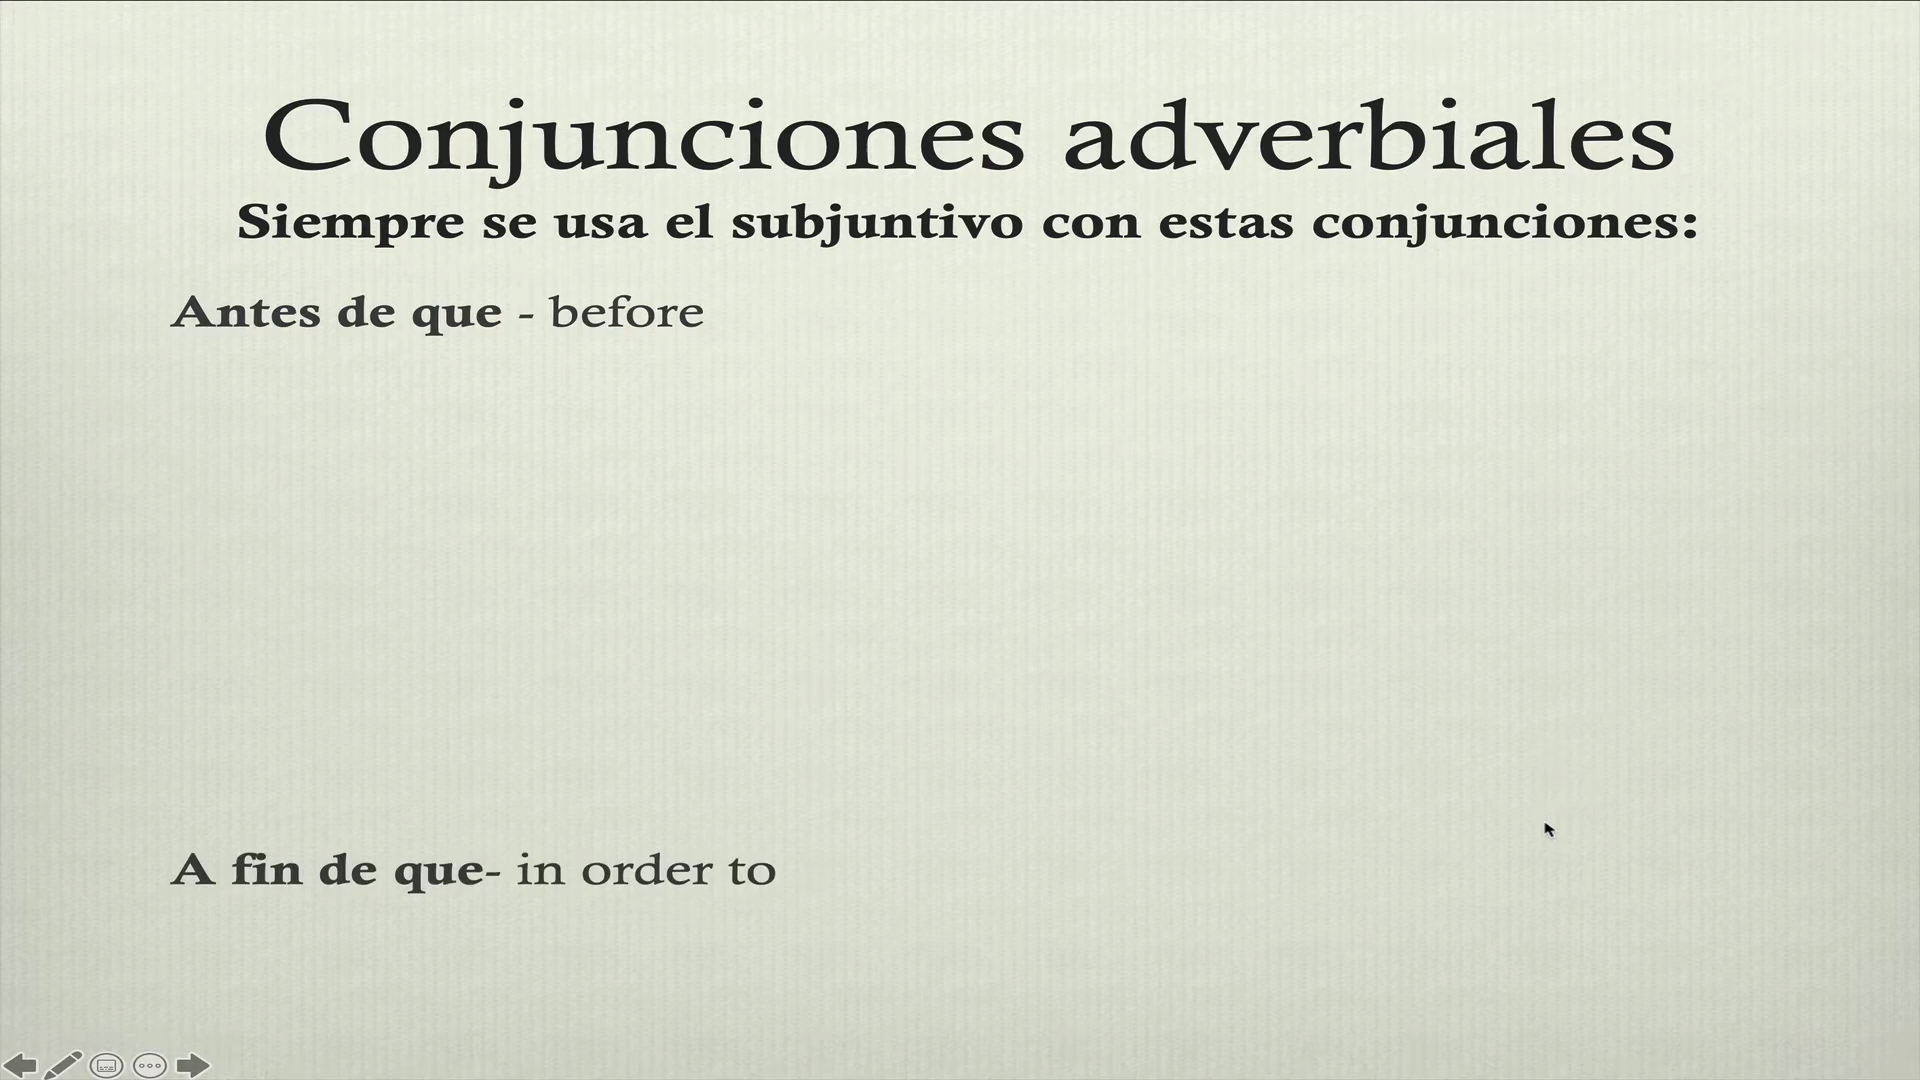 Conjunciones adverbiales
Siempre se usa el subjuntivo con estas conjunciones:
Antes de que - before
A fin de que- in order to